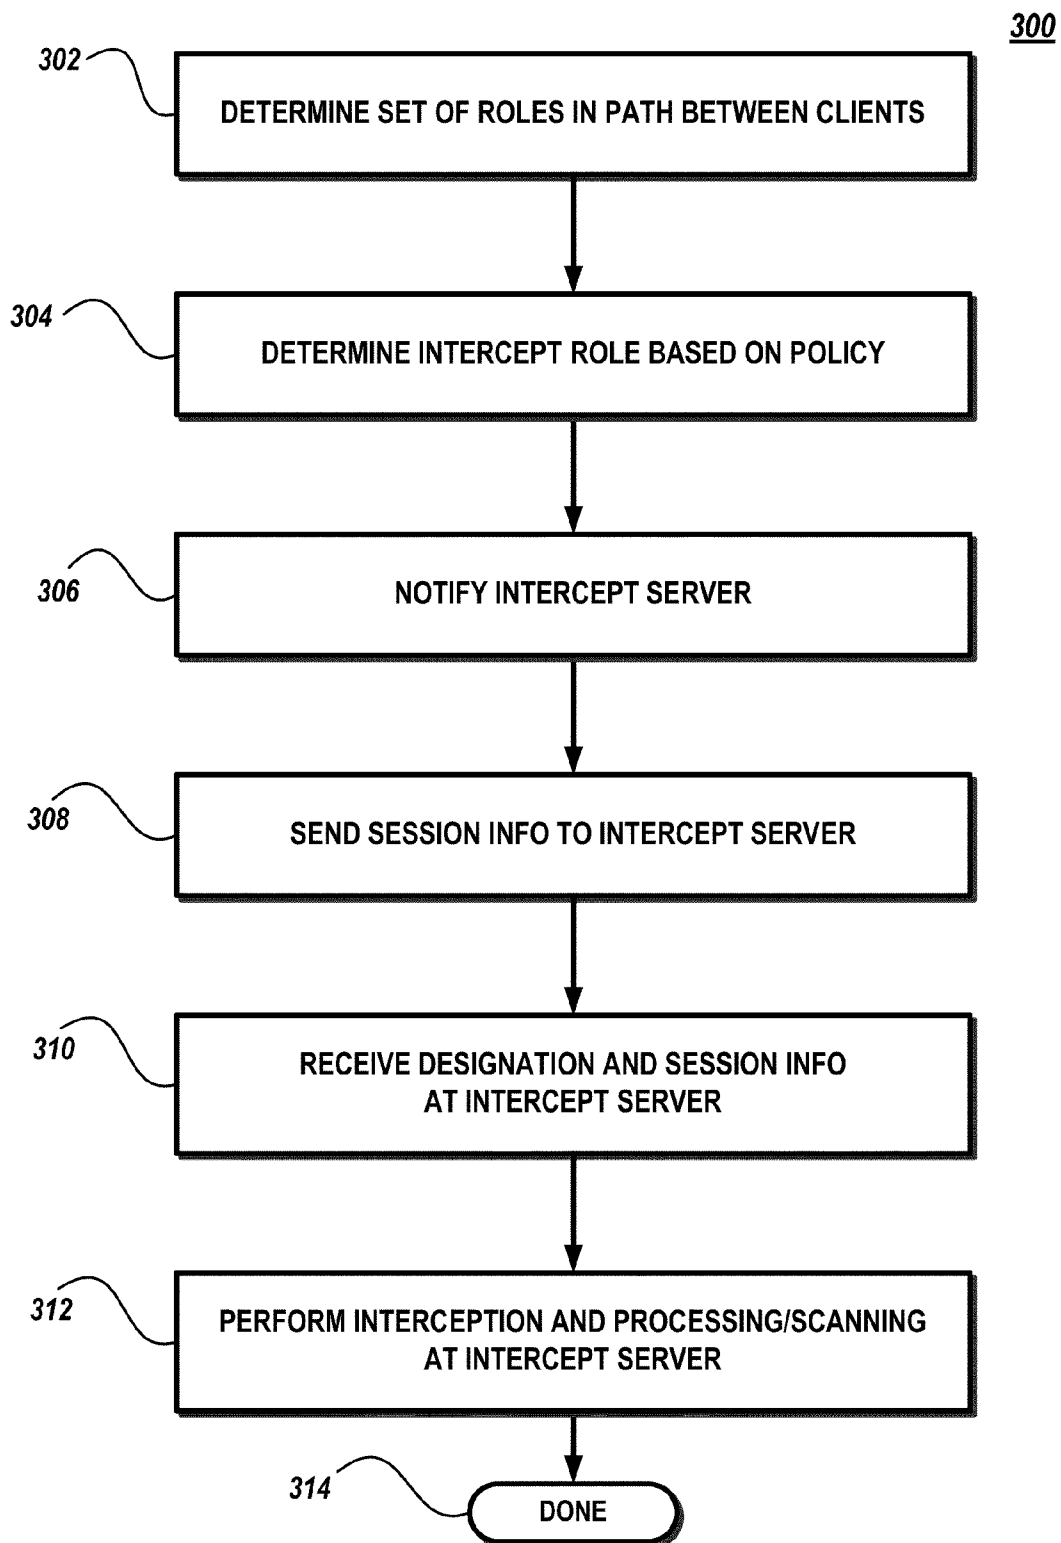 300
302
DETERMINE SET OF ROLES IN PATH BETWEEN CLIENTS
304
DETERMINE INTERCEPT ROLE BASED ON POLICY
306
NOTIFY INTERCEPT SERVER
308
SEND SESSION INFO TO INTERCEPT SERVER
310
RECEIVE DESIGNATION AND SESSION INFO
AT INTERCEPT SERVER
312
PERFORM INTERCEPTION AND PROCESSING/SCANNING
AT INTERCEPT SERVER
314
DONE